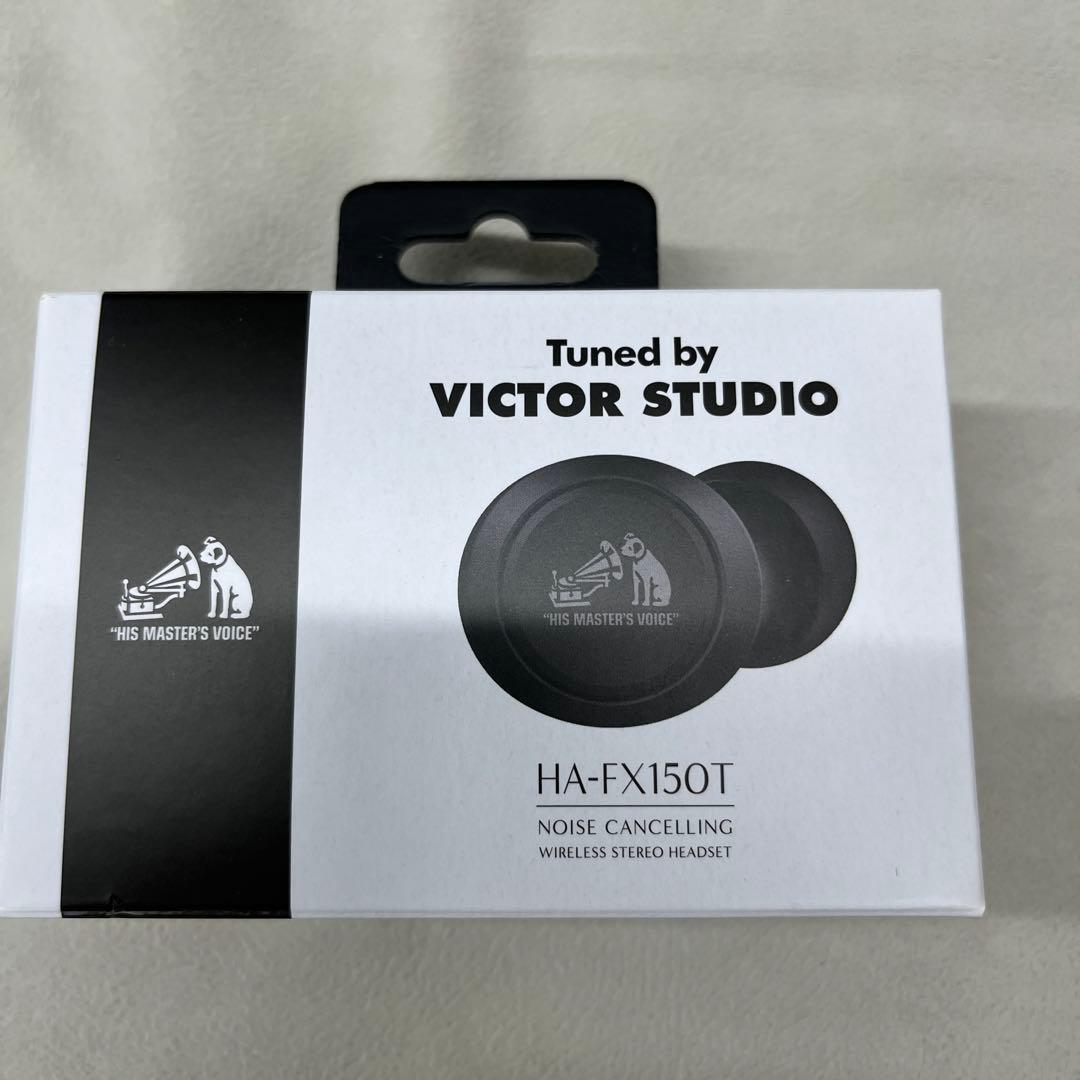 Tuned by
VICTOR STUDIO
"HIS MASTER'S VOICE"
"HIS MASTER'S VOICE"
HA-FX150T
NOISE CANCELLING
WIRELESS STEREO HEADSET